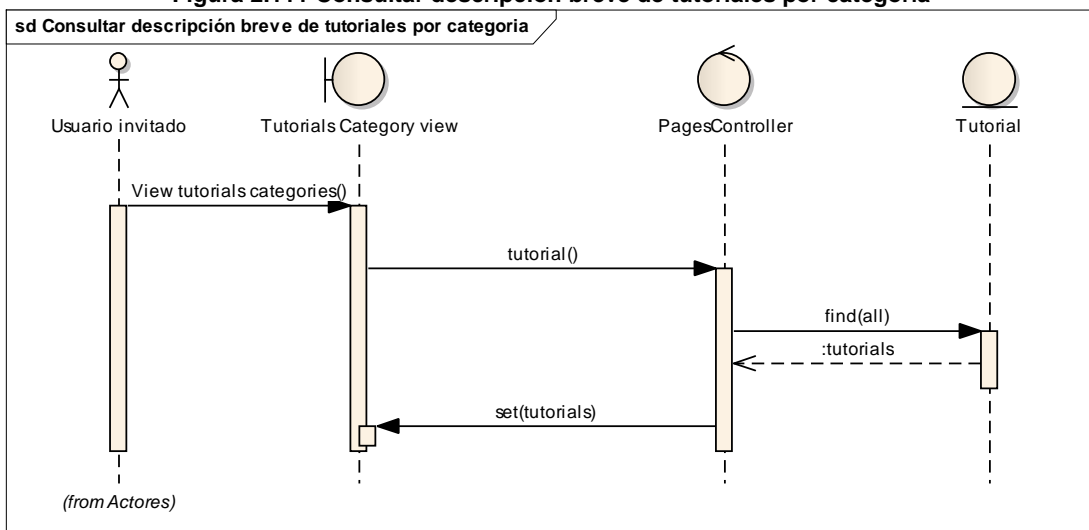 sd Consultar descripción breve de tutoriales por categoria
Usuario invitado
Tutorials Category view
PagesController
Tutorial
View tutorials categories()
tutorial()
find(all)
:tutorials
set(tutorials)
(from Actores)